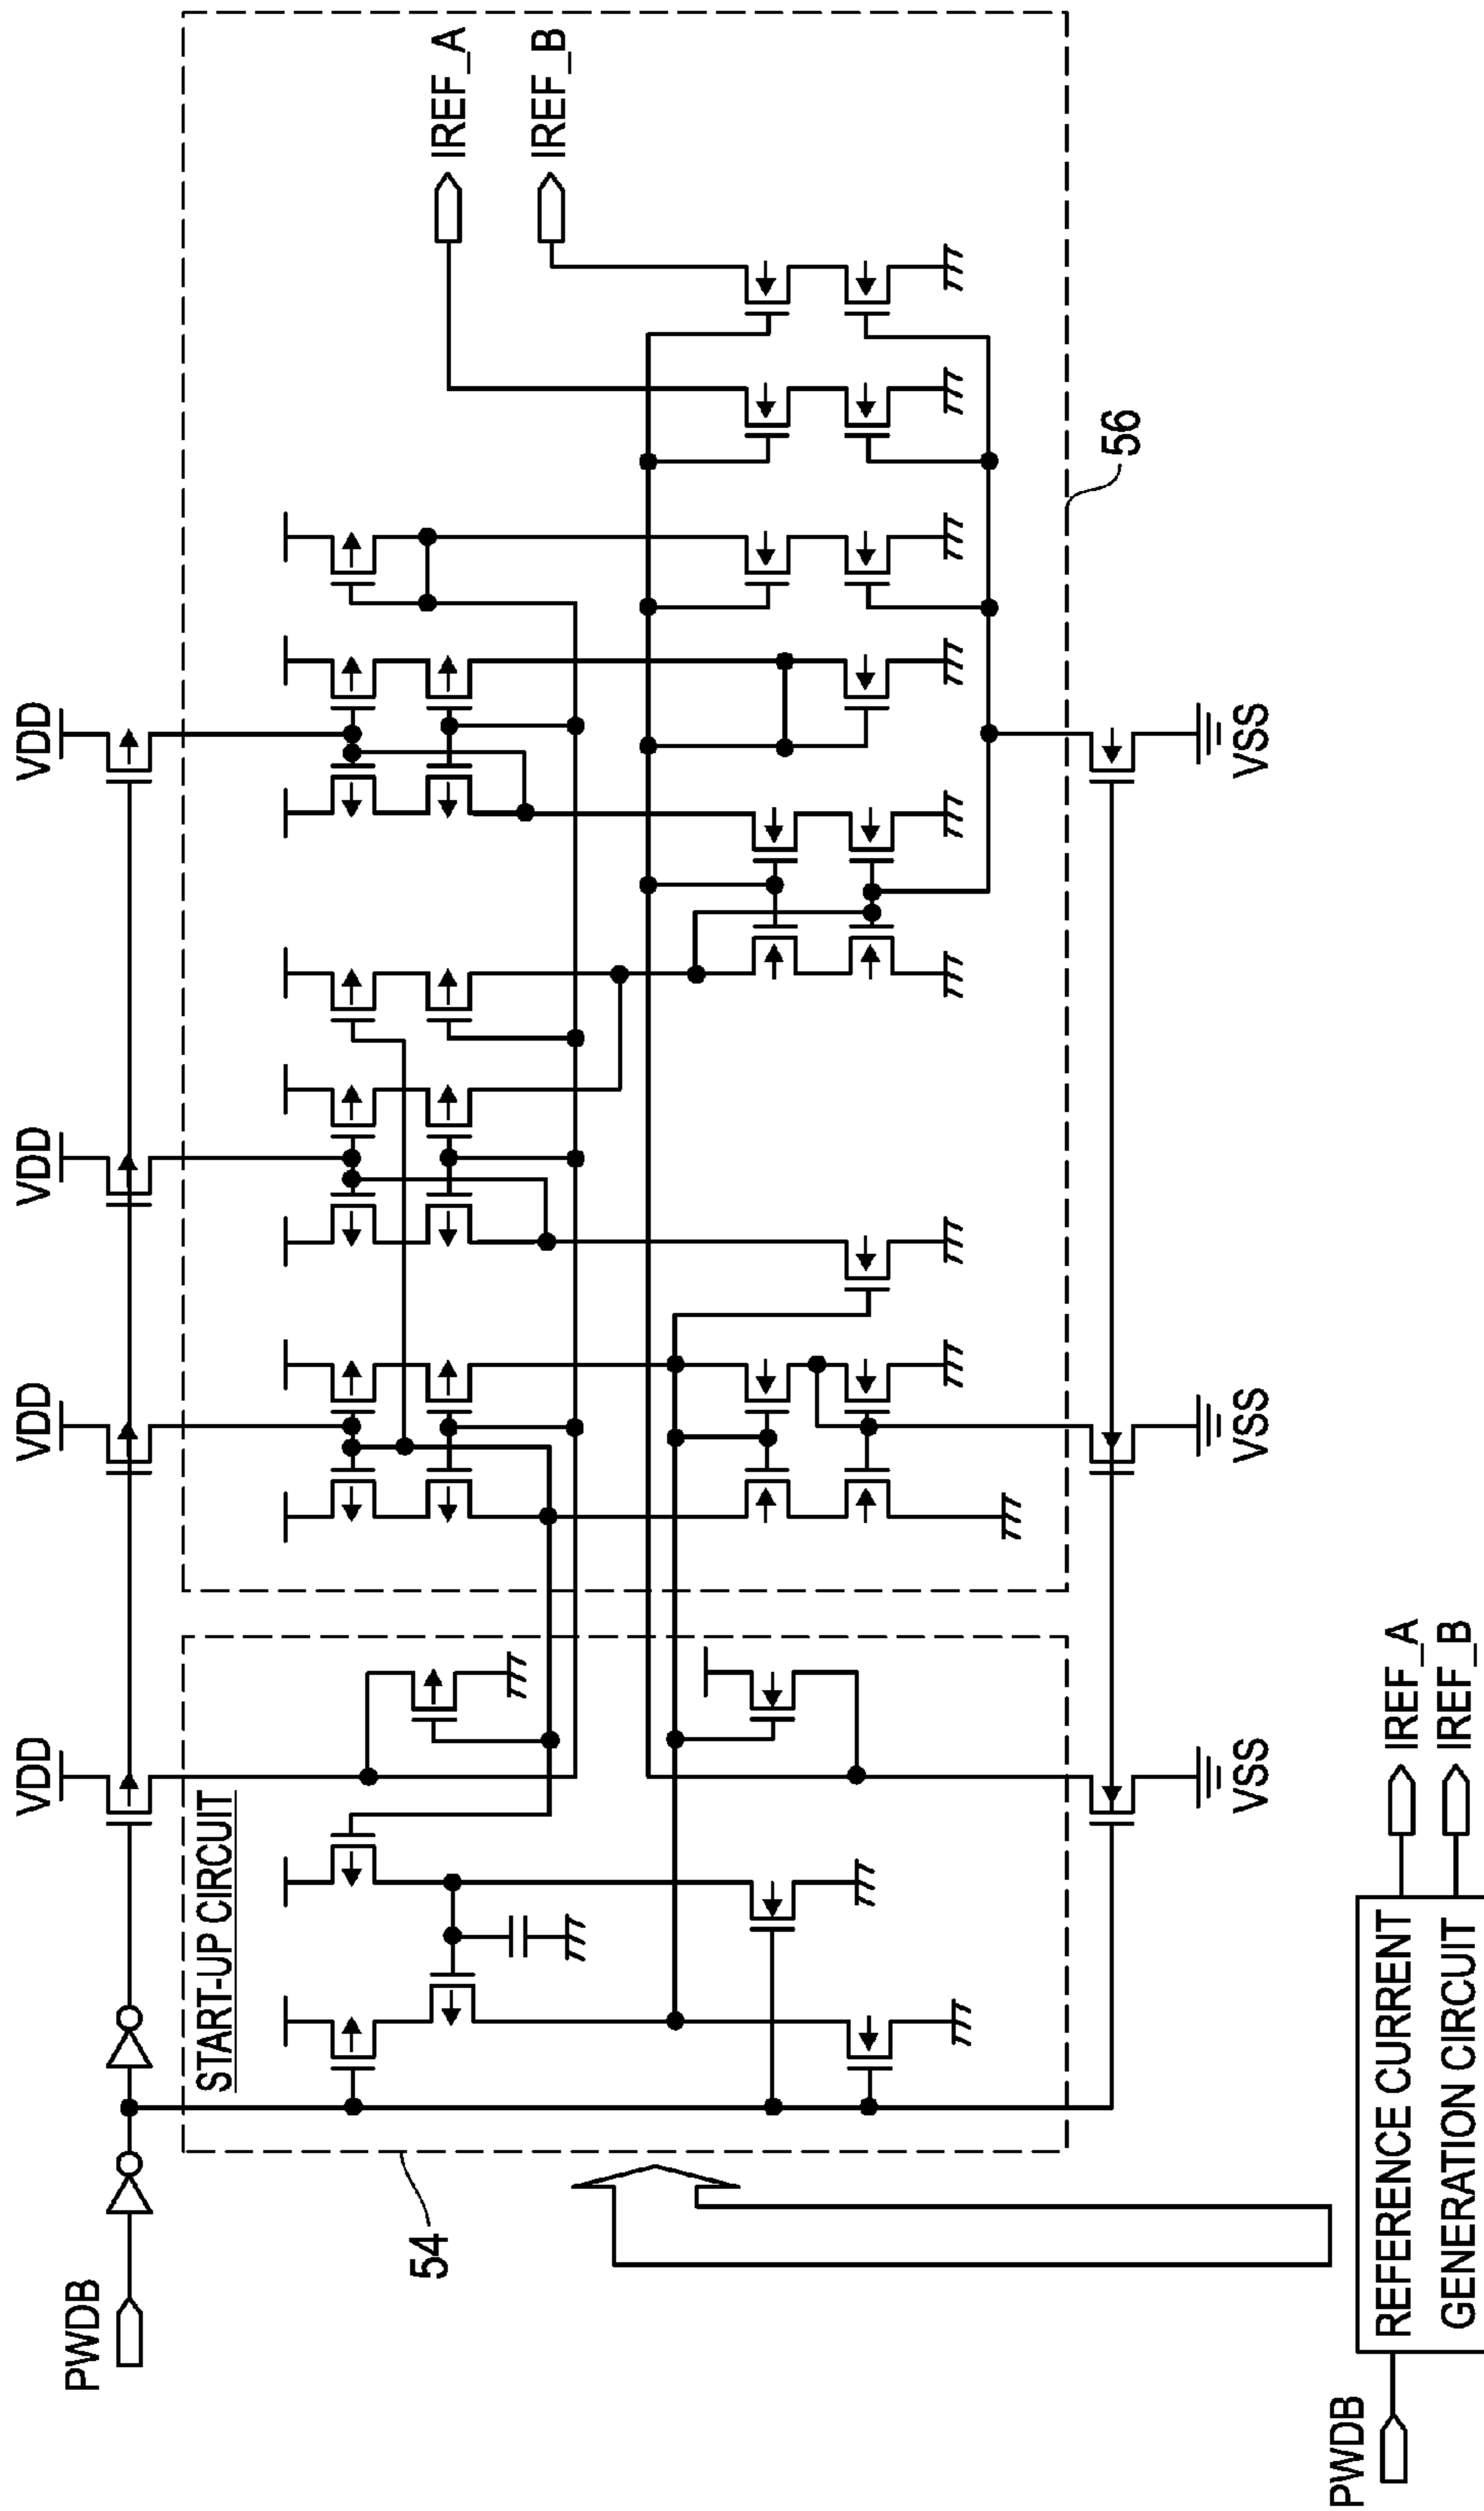 PWDB
VDD
VDD
VDD
VDD
START-UP CIRCUIT
IREF_A
IREF_B
54
56
VSS
VSS
VSS
PWDB
REFERENCE CURRENT
GENERATION CIRCUIT
IREF_A
IREF_B